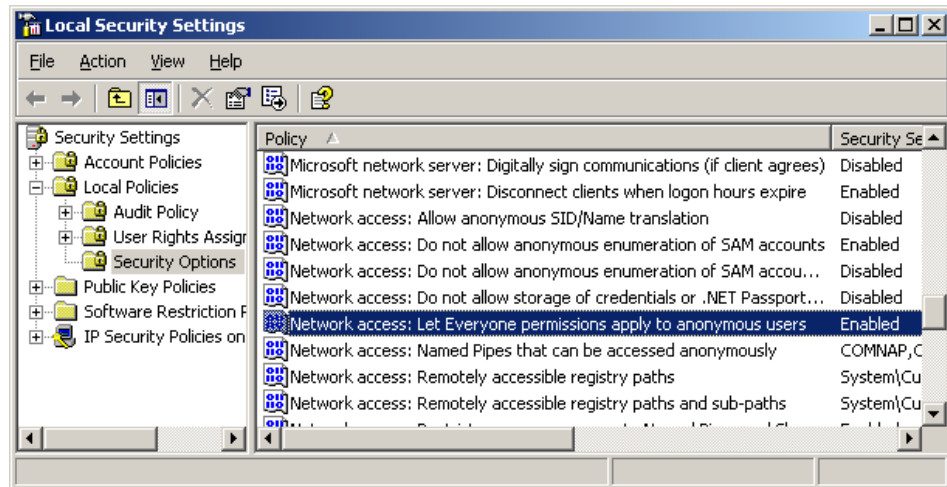 Local Security Settings
File Action View Help
Security Settings
Account Policies
Local Policies
Audit Policy
User Rights Assigr
Security Options
Public Key Policies
Software Restriction F
IP Security Policies on
Policy Security Se
Microsoft network server: Digitally sign communications (if client agrees) Disabled
Microsoft network server: Disconnect clients when logon hours expire Enabled
Network access: Allow anonymous SID/Name translation Disabled
Network access: Do not allow anonymous enumeration of SAM accounts Enabled
Network access: Do not allow anonymous enumeration of SAM accou... Disabled
Network access: Do not allow storage of credentials or .NET Passport... Disabled
Network access: Let Everyone permissions apply to anonymous users Enabled
Network access: Named Pipes that can be accessed anonymously COMNAP,C
Network access: Remotely accessible registry paths System\Cu
Network access: Remotely accessible registry paths and sub-paths System\Cu